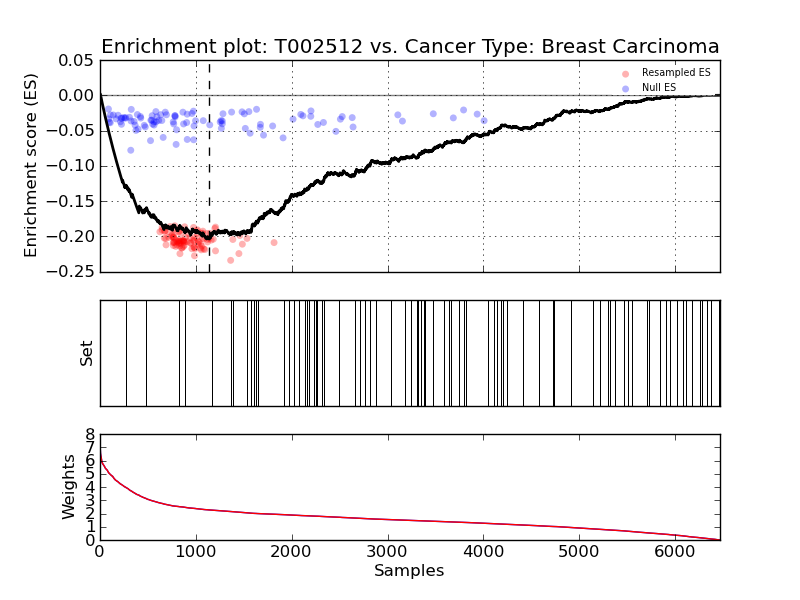 Enrichment plot: T002512 vs. Cancer Type: Breast Carcinoma
Enrichment score (ES)
0.05
0.00
−0.05
−0.10
−0.15
−0.20
−0.25
Resampled ES
Null ES
Set
Weights
8
7
6
5
4
3
2
1
0
0 1000 2000 3000 4000 5000 6000
Samples